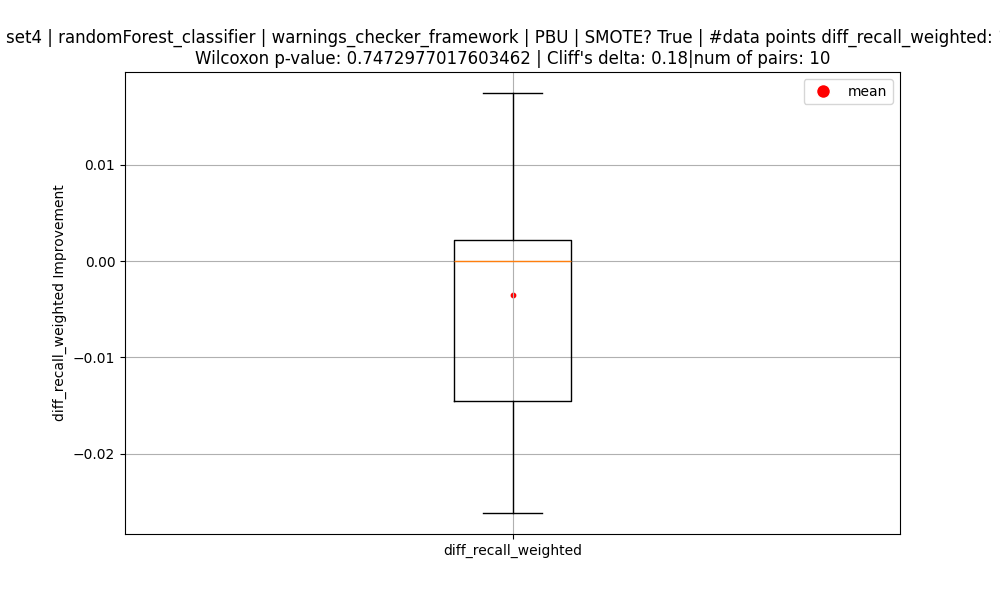 set4 | randomForest_classifier | warnings_checker_framework | PBU | SMOTE? True | #data points diff_recall_weighted:
Wilcoxon p-value: 0.7472977017603462 | Cliff's delta: 0.18|num of pairs: 10
mean
0.01
0.00
−0.01
−0.02
diff_recall_weighted Improvement
diff_recall_weighted